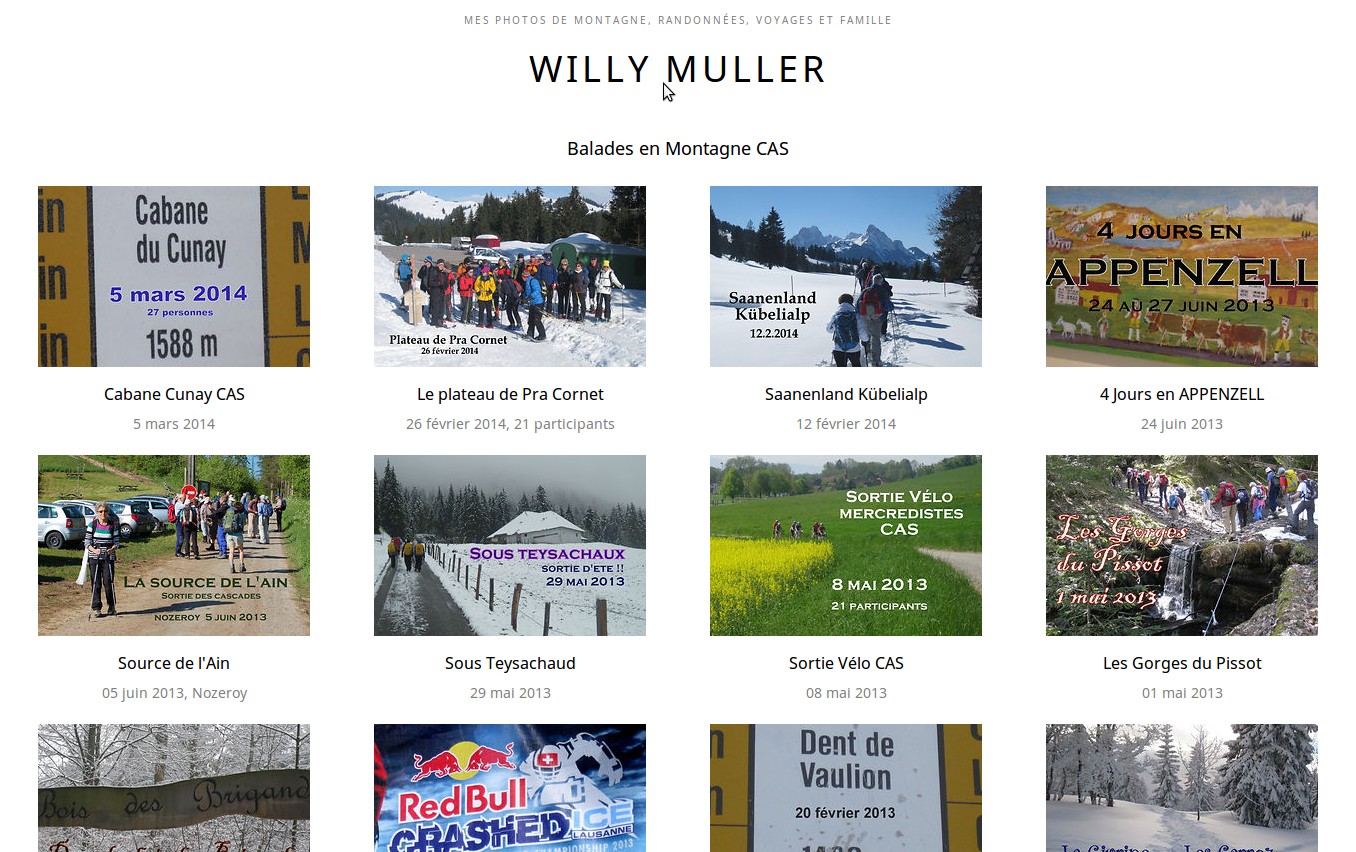 MES PHOTOS DE MONTAGNE, RANDONNÉES, VOYAGES ET FAMILLE
WILLY MULLER
Balades en Montagne CAS
Cabane
du Cunay
5 mars 2014
27 personnes
1588 m
Plateau de Pra Cornet
26 février 2014
Saanenland
Kübelialp
12.2.2014
4 JOURS EN
APPENZELL
24 AU 27 JUIN 2013
Cabane Cunay CAS
Le plateau de Pra Cornet
Saanenland Kübelialp
4 Jours en APPENZELL
5 mars 2014
26 février 2014, 21 participants
12 février 2014
24 juin 2013
LA SOURCE DE L'AIN
SORTIE DES CASCADES
NOZEROY 5 JUIN 2013
SOUS TEYSACHAUX
SORTIE D'ETE !!
29 MAI 2013
SORTIE VÉLO
MERCREDISTES
CAS
8 MAI 2013
21 PARTICIPANTS
Les Gorges
du Pissot
1 mai 2013
Source de l'Ain
Sous Teysachaud
Sortie Vélo CAS
Les Gorges du Pissot
05 juin 2013, Nozeroy
29 mai 2013
08 mai 2013
01 mai 2013
Bois des Brigand
RedBull
CRASHED ICE
LAUSANNE
CHAMPIONSHIP 2013
Dent de
Vaulion
20 février 2013